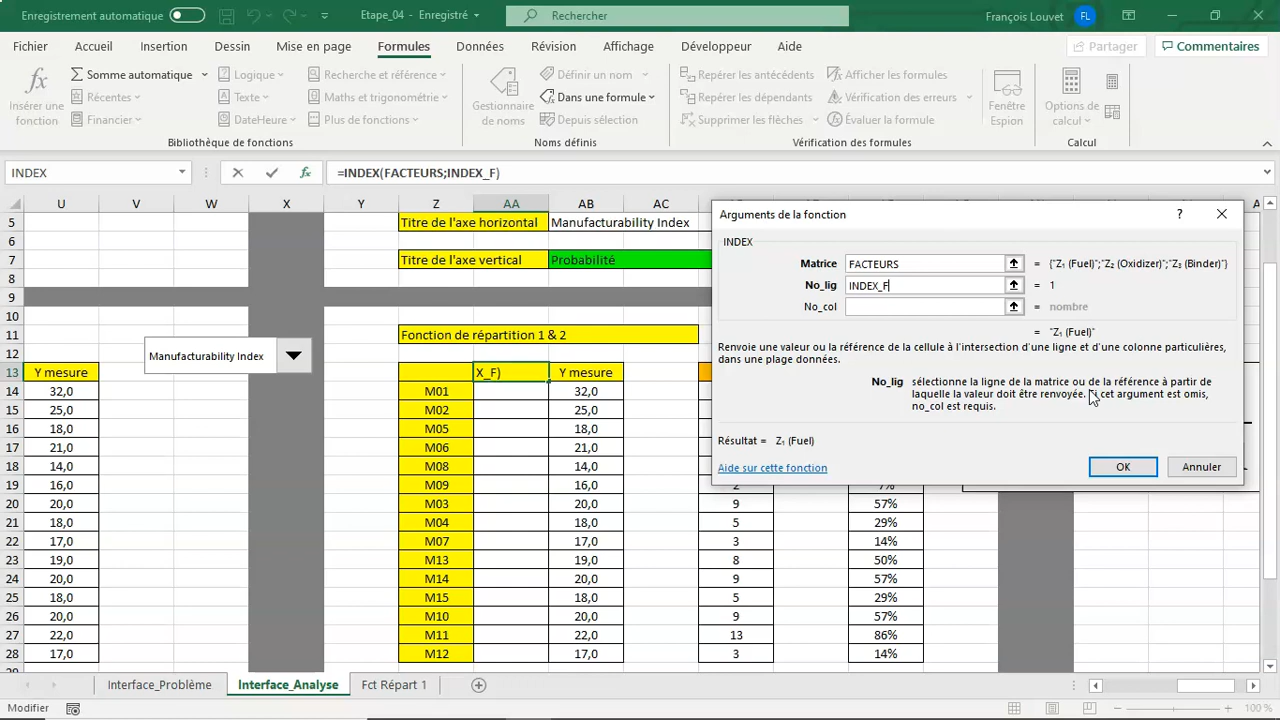 Enregistrement automatique
Etape_04 - Enregistré
Rechercher
François Louvet
FL
Fichier Accueil Insertion Dessin Mise en page Formules Données Révision Affichage Développeur Aide
Partager
Commentaires
Insérer une fonction
Somme automatique
Récentes
Financier
Logique
Texte
DateHeure
Recherche et référence
Maths et trigonométrie
Plus de fonctions
Bibliothèque de fonctions
Gestionnaire de noms
Définir un nom
Dans une formule
Depuis sélection
Noms définis
Repérer les antécédents
Repérer les dépendants
Supprimer les flèches
Afficher les formules
Vérification des erreurs
Évaluer la formule
Vérification des formules
Fenêtre Espion
Options de calcul
Calcul
INDEX
fx
=INDEX(FACTEURS;INDEX_F)
U V W X Y Z AA AB AC
5 Titre de l'axe horizontal Manufacturability Index
6
7 Titre de l'axe vertical Probabilité
8
9
10
11 Fonction de répartition 1 & 2
12
Manufacturability Index
13 Y mesure X_F) Y mesure
14 32,0 M01 32,0
15 25,0 M02 25,0
16 18,0 M05 18,0
17 21,0 M06 21,0
18 14,0 M08 14,0
19 16,0 M09 16,0 2 7%
20 20,0 M03 20,0 9 57%
21 18,0 M04 18,0 5 29%
22 17,0 M07 17,0 3 14%
23 19,0 M13 19,0 8 50%
24 20,0 M14 20,0 9 57%
25 18,0 M15 18,0 5 29%
26 20,0 M10 20,0 9 57%
27 22,0 M11 22,0 13 86%
28 17,0 M12 17,0 3 14%
Arguments de la fonction
?
INDEX
Matrice FACTEURS = {"Z₁ (Fuel)";"Z₂ (Oxidizer)";"Z₃ (Binder)"}
No_lig INDEX_F = 1
No_col = nombre
= "Z₁ (Fuel)"
Renvoie une valeur ou la référence de la cellule à l'intersection d'une ligne et d'une colonne particulières,
dans une plage données.
No_lig sélectionne la ligne de la matrice ou de la référence à partir de
laquelle la valeur doit être renvoyée. Si cet argument est omis,
no_col est requis.
Résultat = Z₁ (Fuel)
Aide sur cette fonction
OK
Annuler
Interface_Problème Interface_Analyse Fct Répart 1
Modifier
100 %